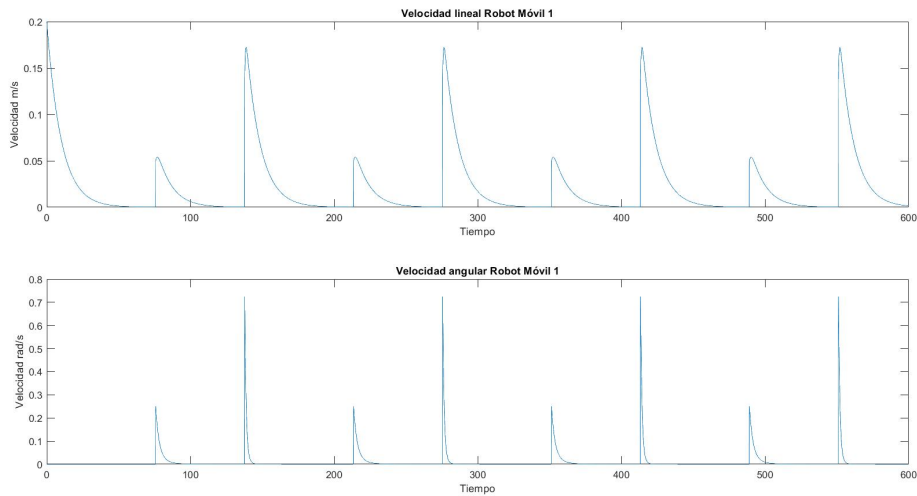 Velocidad lineal Robot Móvil 1
0.2
0.15
0.1
0.05
0
Velocidad m/s
0 100 200 300 400 500 600
Tiempo
Velocidad angular Robot Móvil 1
0.8
0.7
0.6
0.5
0.4
0.3
0.2
0.1
0
Velocidad rad/s
0 100 200 300 400 500 600
Tiempo